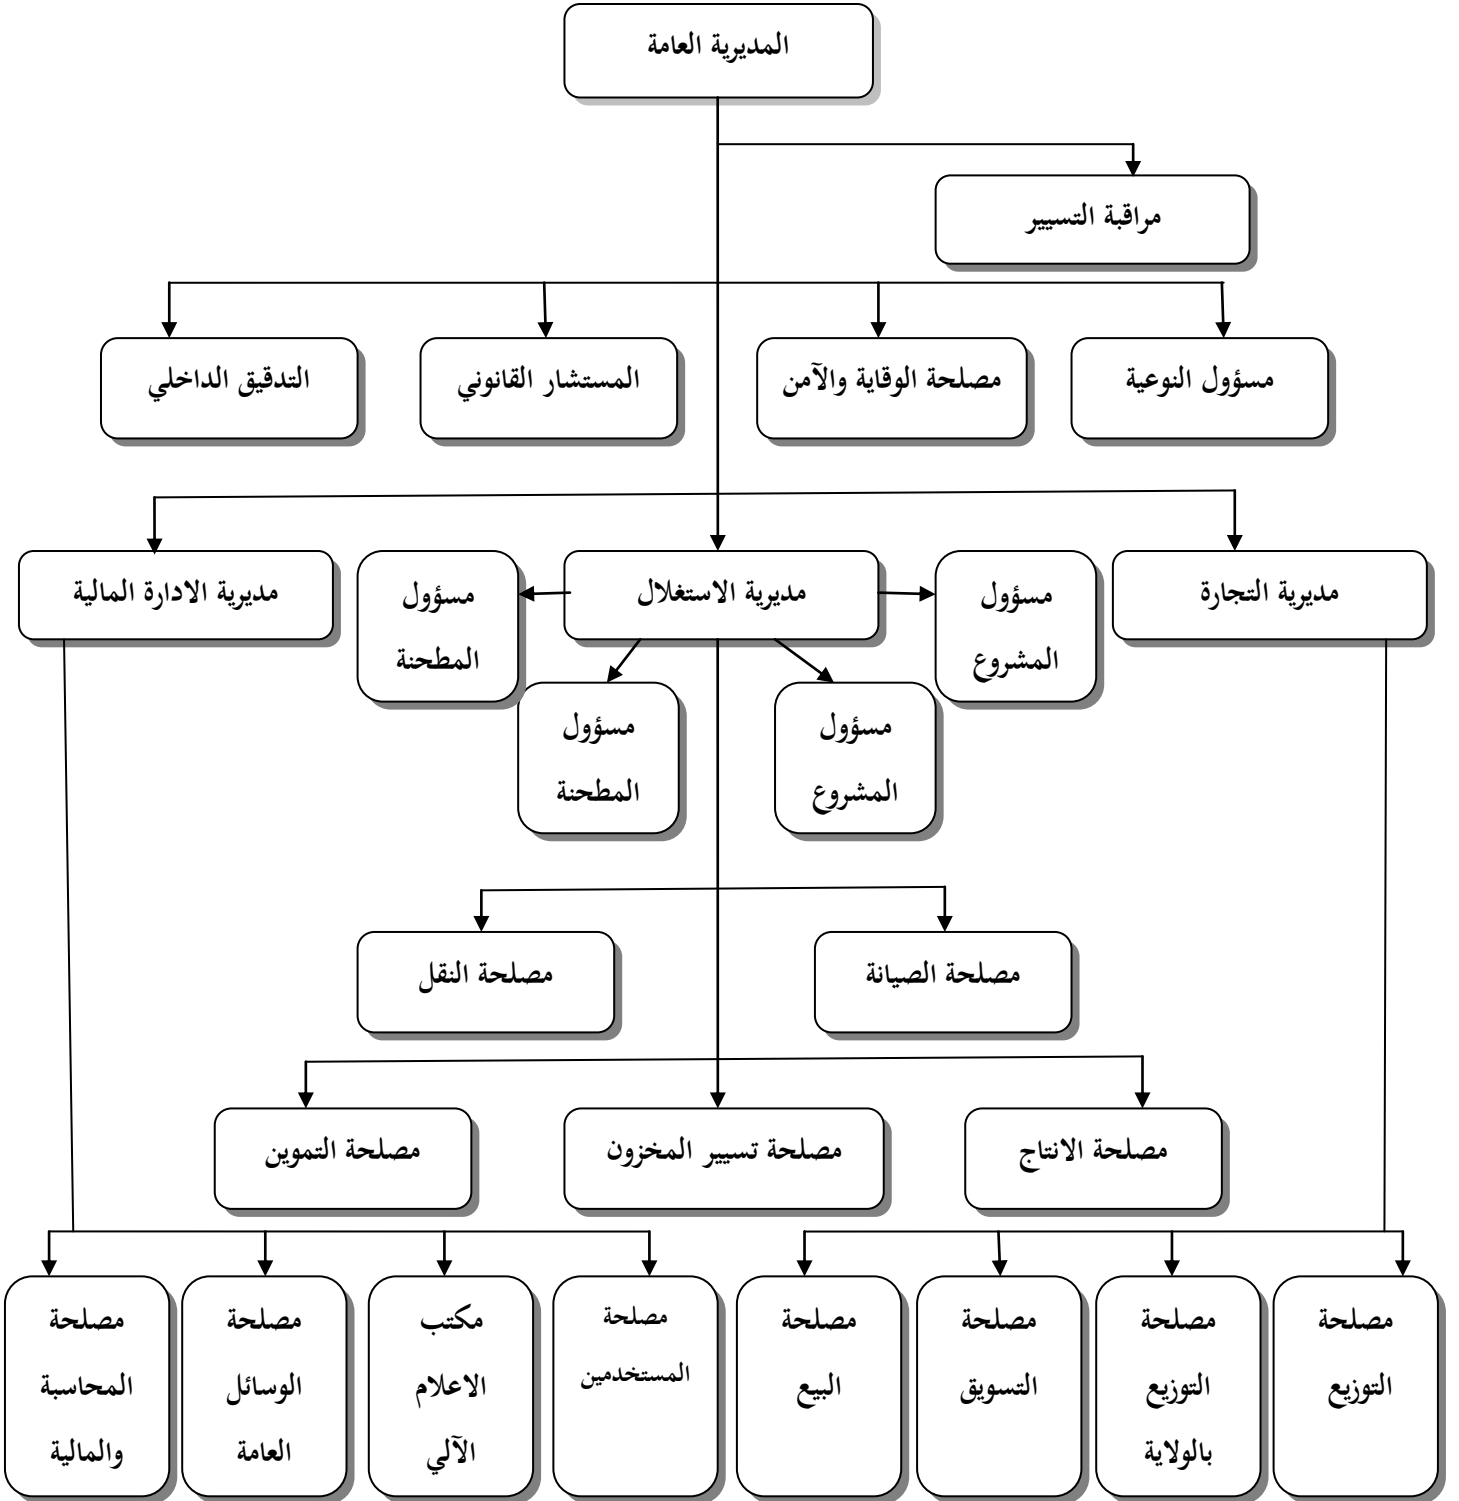 المديرية العامة
مراقبة التسيير
مسؤول النوعية
مصلحة الوقاية والآمن
المستشار القانوني
التدقيق الداخلي
مديرية التجارة
مسؤول
المشروع
مديرية الاستغلال
مسؤول
المطحنة
مديرية الادارة المالية
مسؤول
المشروع
مسؤول
المطحنة
مصلحة الصيانة
مصلحة النقل
مصلحة الانتاج
مصلحة تسيير المخزون
مصلحة التموين
مصلحة
التوزيع
مصلحة
التوزيع
بالولاية
مصلحة
التسويق
مصلحة
البيع
مصلحة
المستخدمين
مكتب
الاعلام
الآلي
مصلحة
الوسائل
العامة
مصلحة
المحاسبة
والمالية